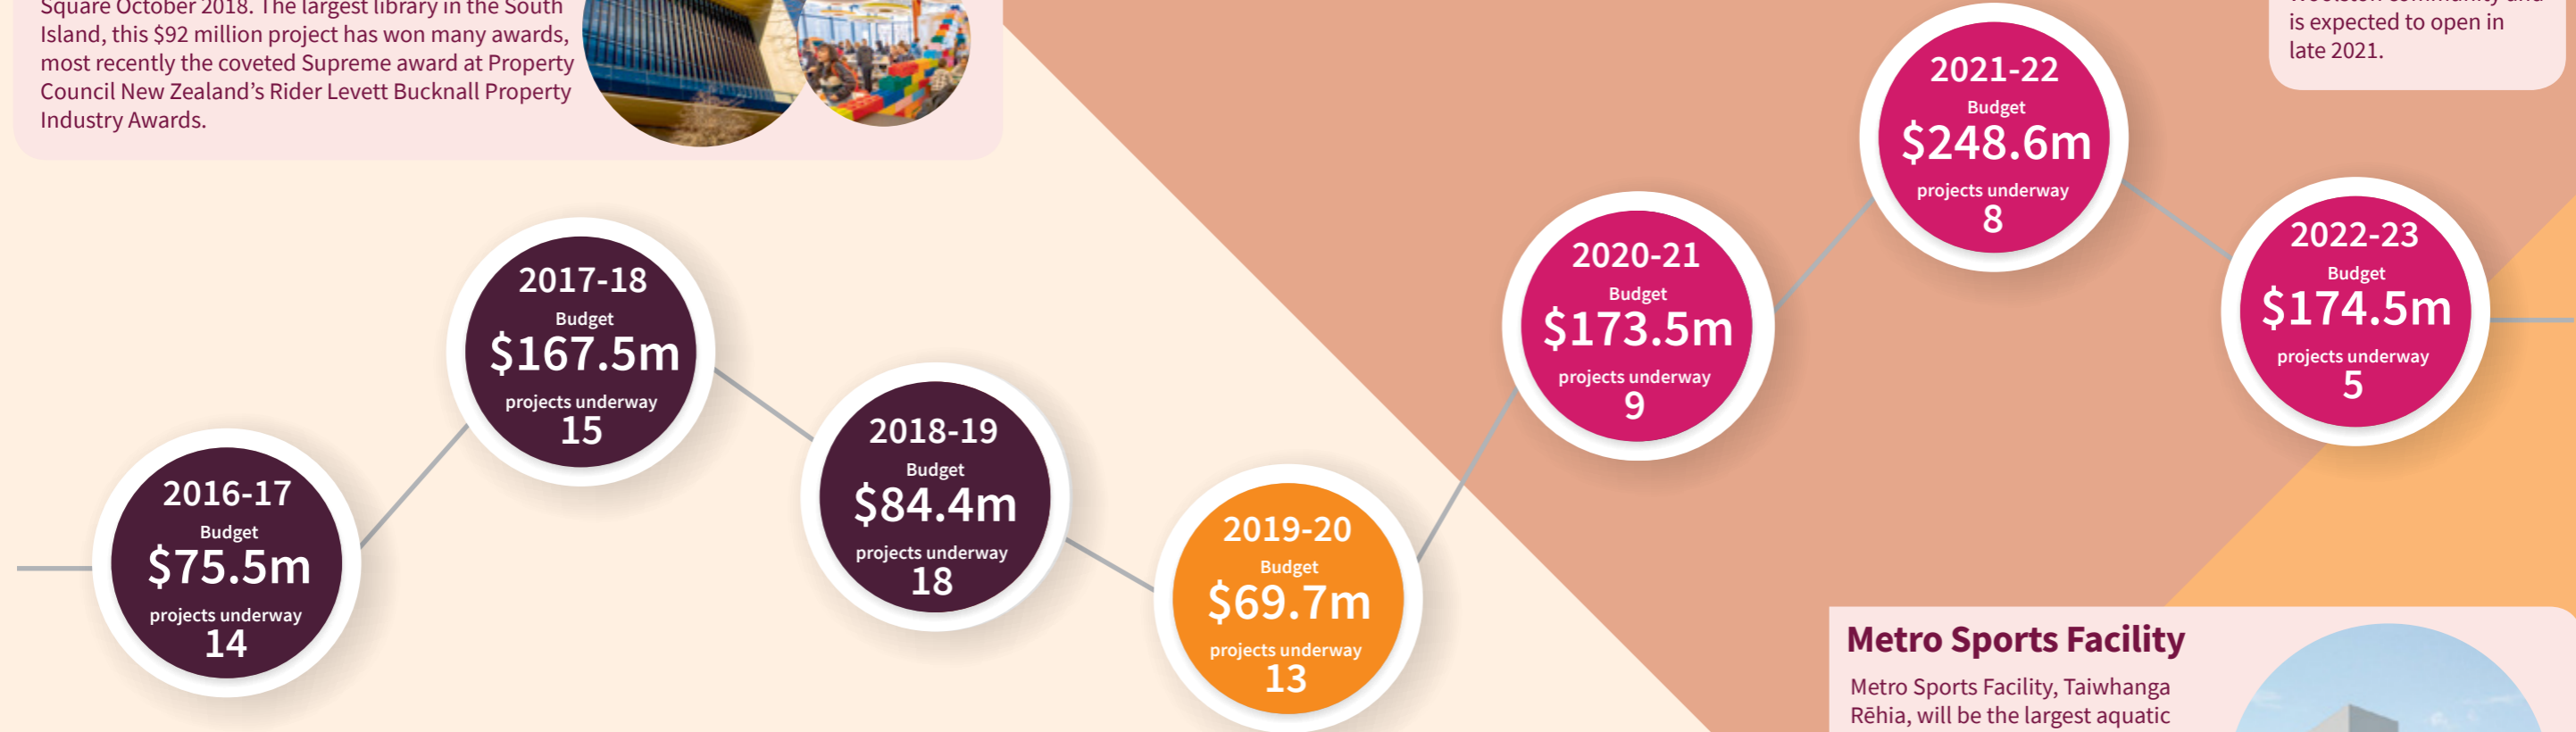 Square October 2018. The largest library in the South
Island, this $92 million project has won many awards,
most recently the coveted Supreme award at Property
Council New Zealand’s Rider Levett Bucknall Property
Industry Awards.
is expected to open in
late 2021.
2016-17
Budget
$75.5m
projects underway
14
2017-18
Budget
$167.5m
projects underway
15
2018-19
Budget
$84.4m
projects underway
18
2019-20
Budget
$69.7m
projects underway
13
2020-21
Budget
$173.5m
projects underway
9
2021-22
Budget
$248.6m
projects underway
8
2022-23
Budget
$174.5m
projects underway
5
Metro Sports Facility
Metro Sports Facility, Taiwhanga
Rēhia, will be the largest aquatic